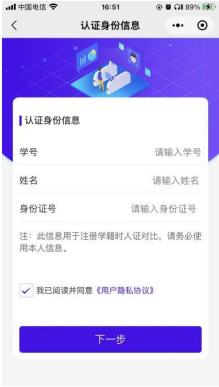 中国电信 16:51 89%
认证身份信息
认证身份信息
学号 请输入学号
姓名 请输入姓名
身份证号 请输入身份证号
注：此信息用于注册学籍时人证对比，请务必使
用本人信息。
我已阅读并同意《用户隐私协议》
下一步